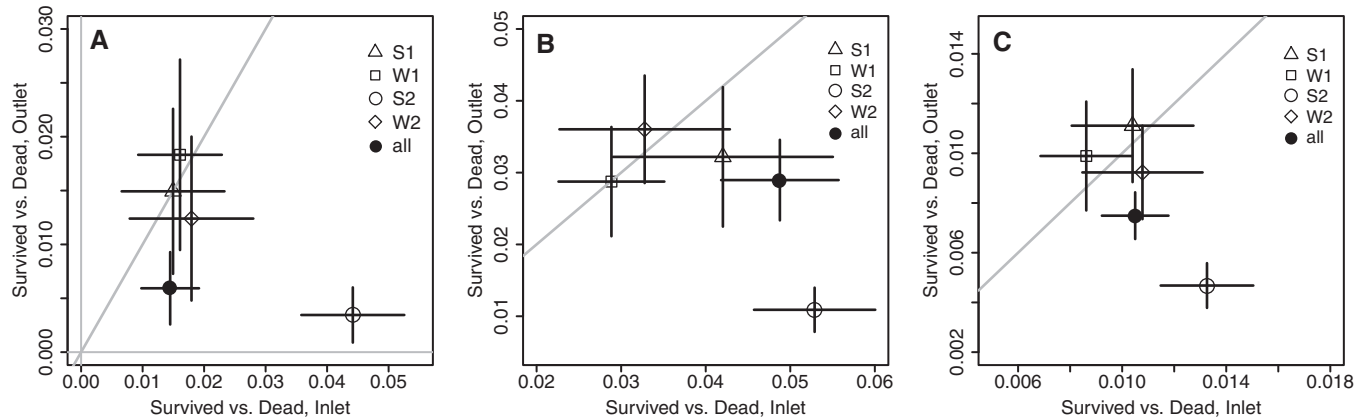 A
S1
W1
S2
W2
all
0.000 0.010 0.020 0.030
Survived vs. Dead, Outlet
0.00 0.01 0.02 0.03 0.04 0.05
Survived vs. Dead, Inlet
B
S1
W1
S2
W2
all
0.01 0.02 0.03 0.04 0.05
Survived vs. Dead, Outlet
0.02 0.03 0.04 0.05 0.06
Survived vs. Dead, Inlet
C
S1
W1
S2
W2
all
0.002 0.006 0.010 0.014
Survived vs. Dead, Outlet
0.006 0.010 0.014 0.018
Survived vs. Dead, Inlet